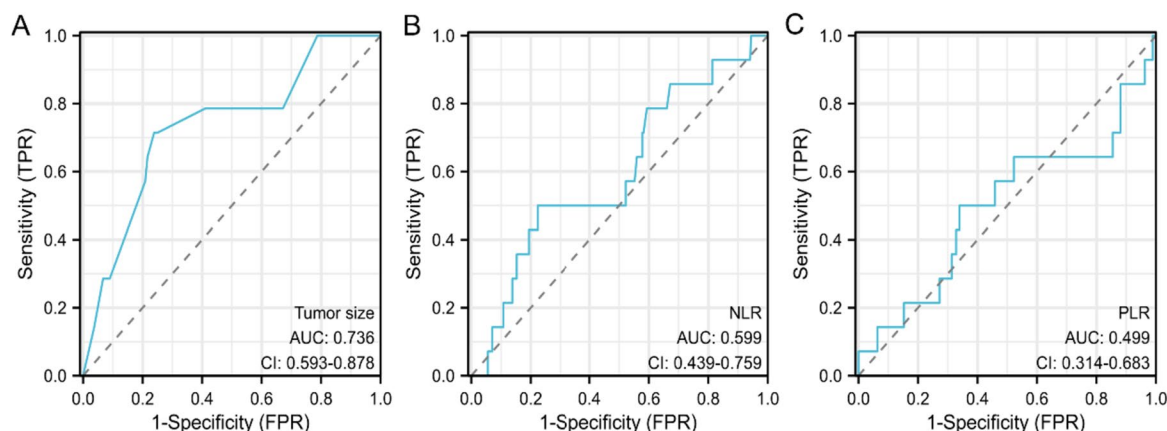 A
Sensitivity (TPR)
1.0
0.8
0.6
0.4
0.2
0.0
Tumor size
AUC: 0.736
CI: 0.593-0.878
0.0 0.2 0.4 0.6 0.8 1.0
1-Specificity (FPR)
B
Sensitivity (TPR)
1.0
0.8
0.6
0.4
0.2
0.0
NLR
AUC: 0.599
CI: 0.439-0.759
0.0 0.2 0.4 0.6 0.8 1.0
1-Specificity (FPR)
C
Sensitivity (TPR)
1.0
0.8
0.6
0.4
0.2
0.0
PLR
AUC: 0.499
CI: 0.314-0.683
0.0 0.2 0.4 0.6 0.8 1.0
1-Specificity (FPR)